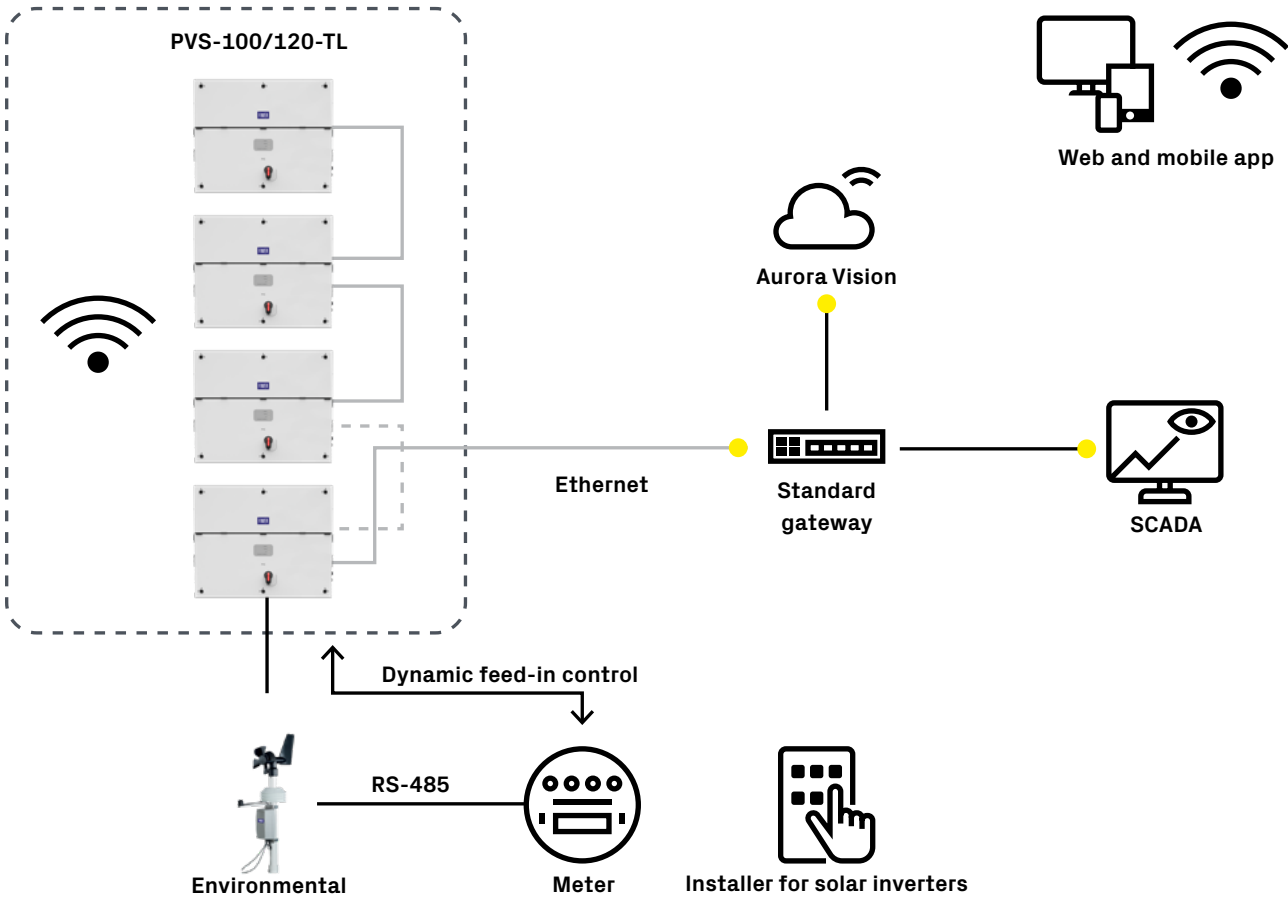 PVS-100/120-TL
Web and mobile app
Aurora Vision
Ethernet
Standard
gateway
SCADA
Dynamic feed-in control
RS-485
Environmental
Meter
Installer for solar inverters